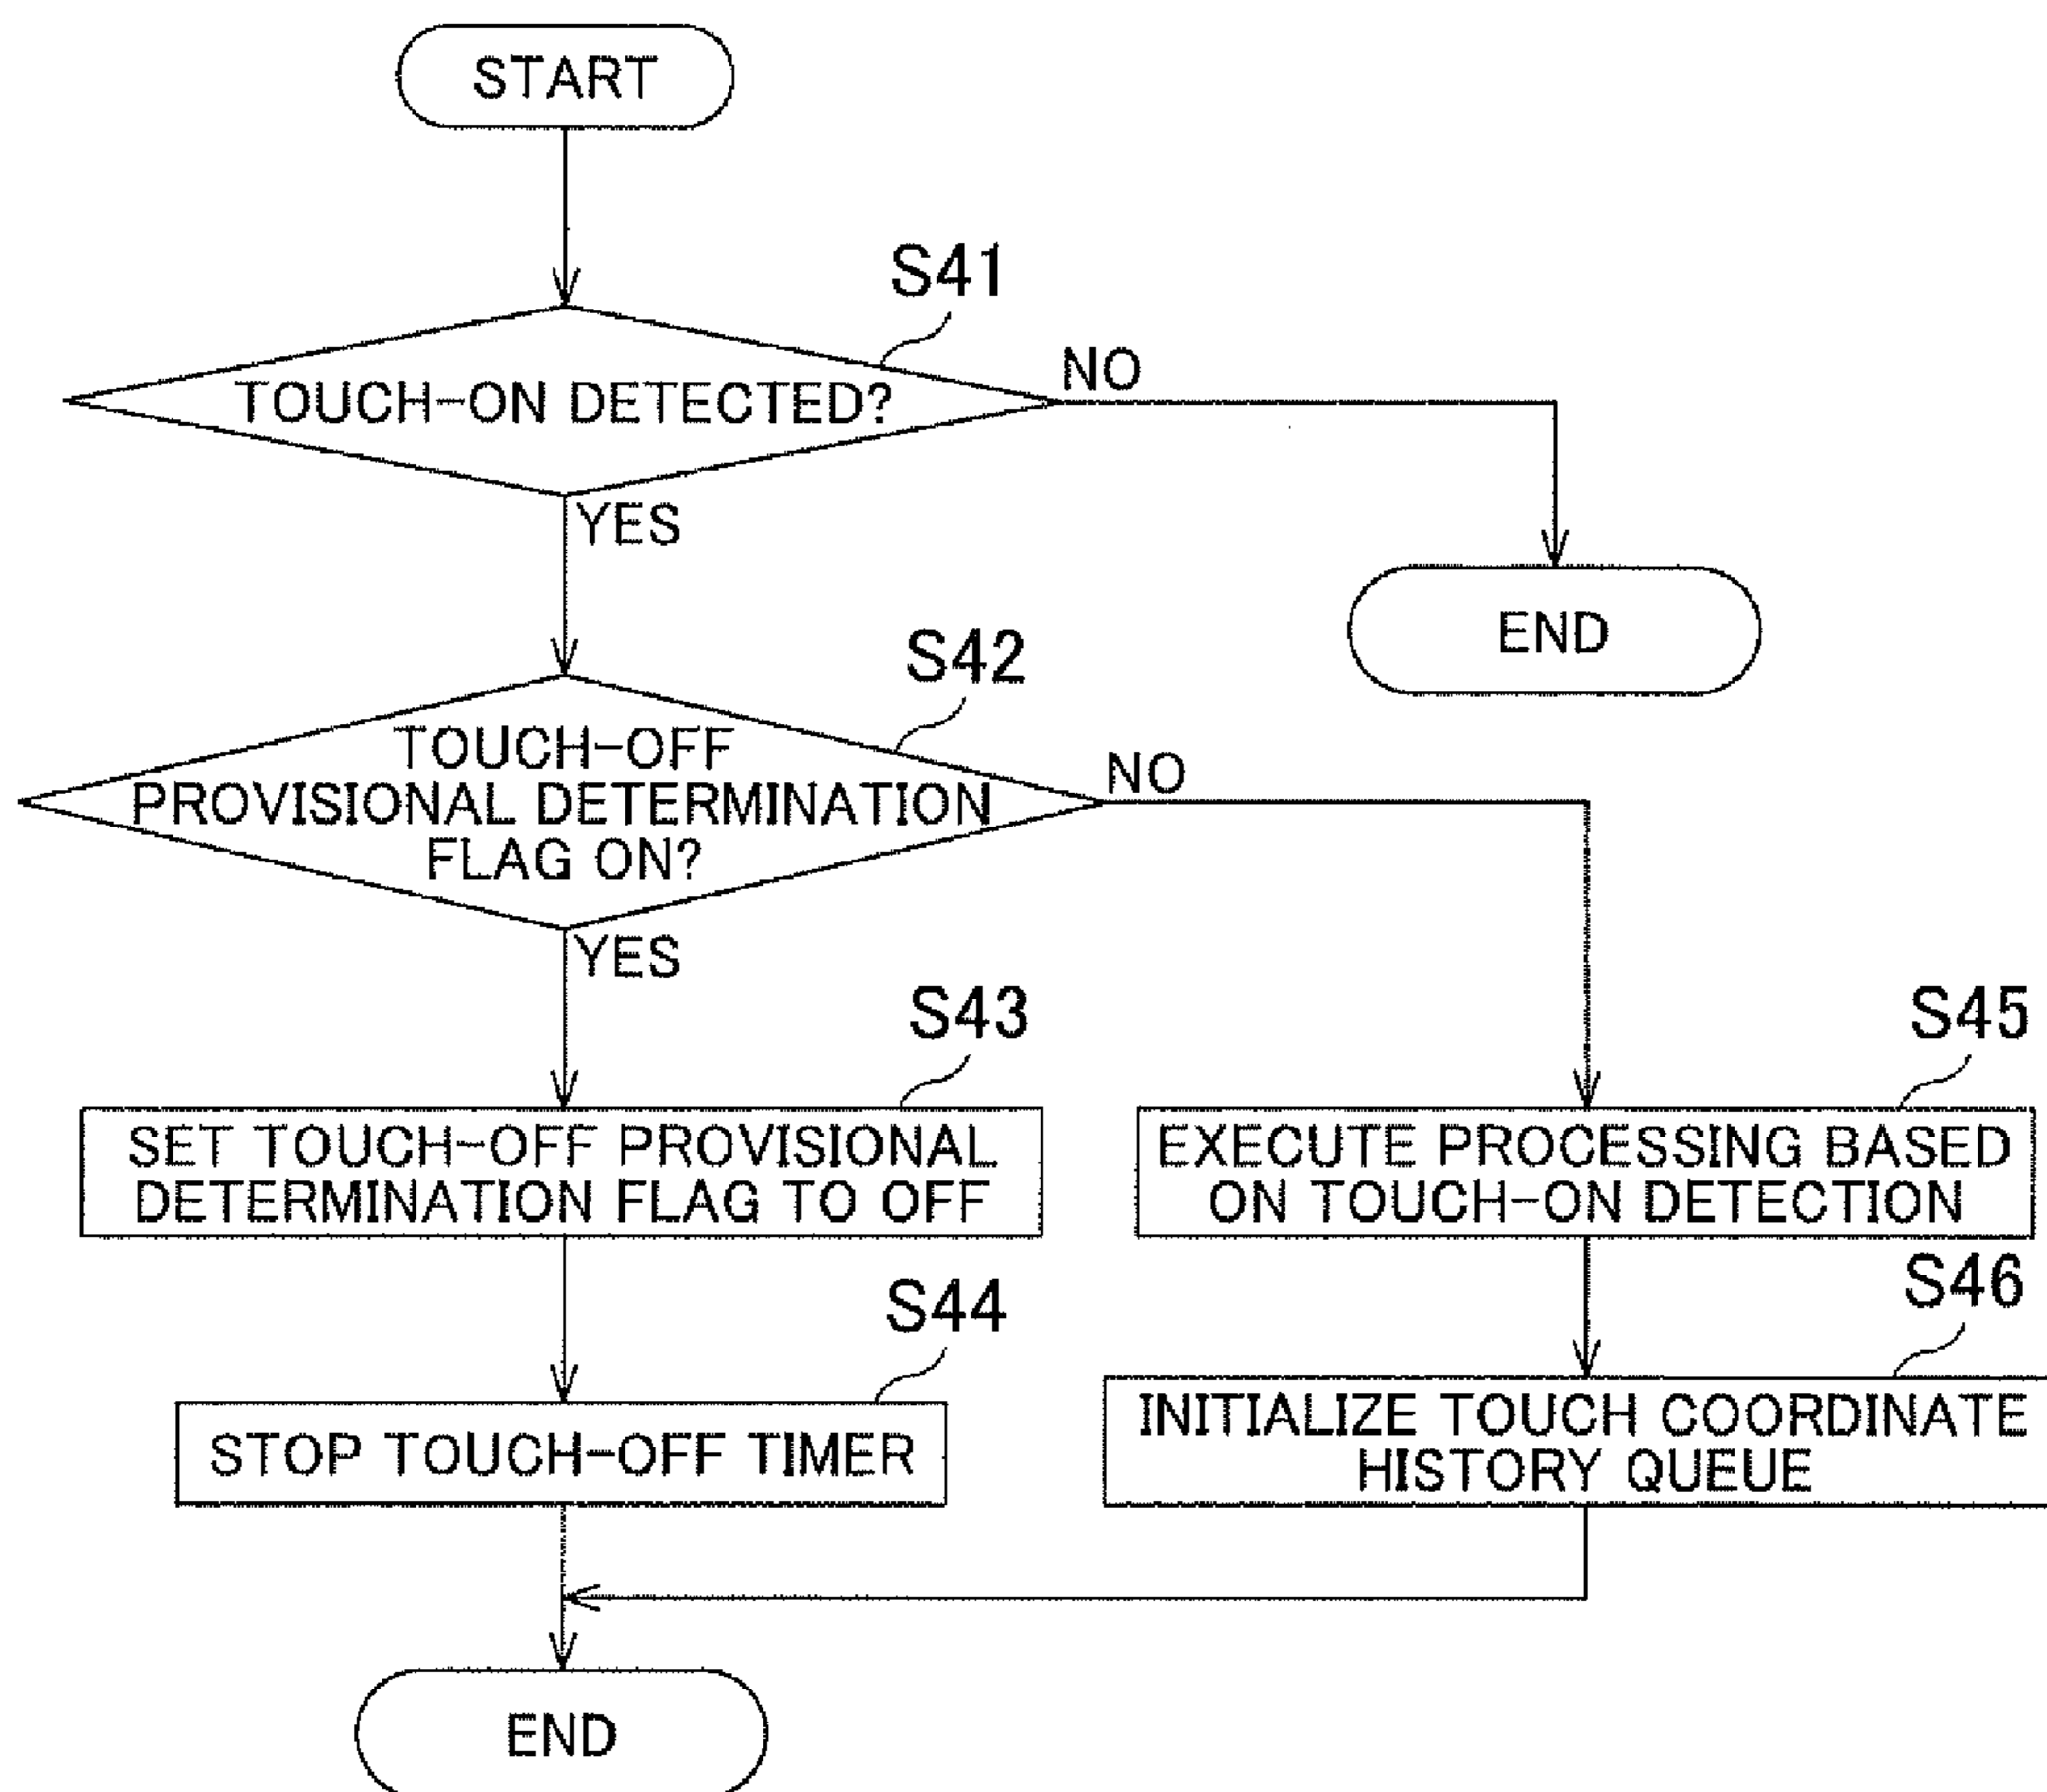 START
S41
TOUCH-ON DETECTED?
NO
YES
END
S42
TOUCH-OFF
PROVISIONAL DETERMINATION
FLAG ON?
NO
YES
S43
SET TOUCH-OFF PROVISIONAL
DETERMINATION FLAG TO OFF
S45
EXECUTE PROCESSING BASED
ON TOUCH-ON DETECTION
S44
STOP TOUCH-OFF TIMER
S46
INITIALIZE TOUCH COORDINATE
HISTORY QUEUE
END